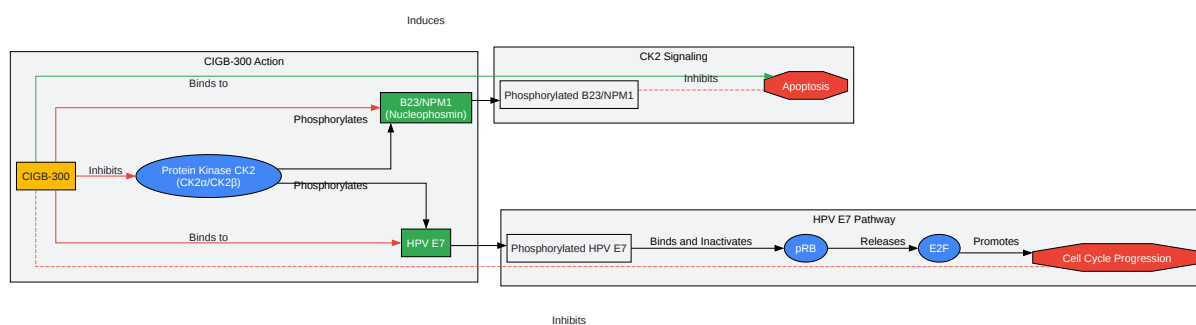 Induces
CIGB-300 Action
CK2 Signaling
Binds to
Inhibits
Apoptosis
Phosphorylated B23/NPM1
B23/NPM1
(Nucleophosmin)
Phosphorylates
CIGB-300
Inhibits
Protein Kinase CK2
(CK2α/CK2β)
Phosphorylates
HPV E7 Pathway
Binds to
HPV E7
Phosphorylated HPV E7
Binds and Inactivates
pRB
Releases
E2F
Promotes
Cell Cycle Progression
Inhibits